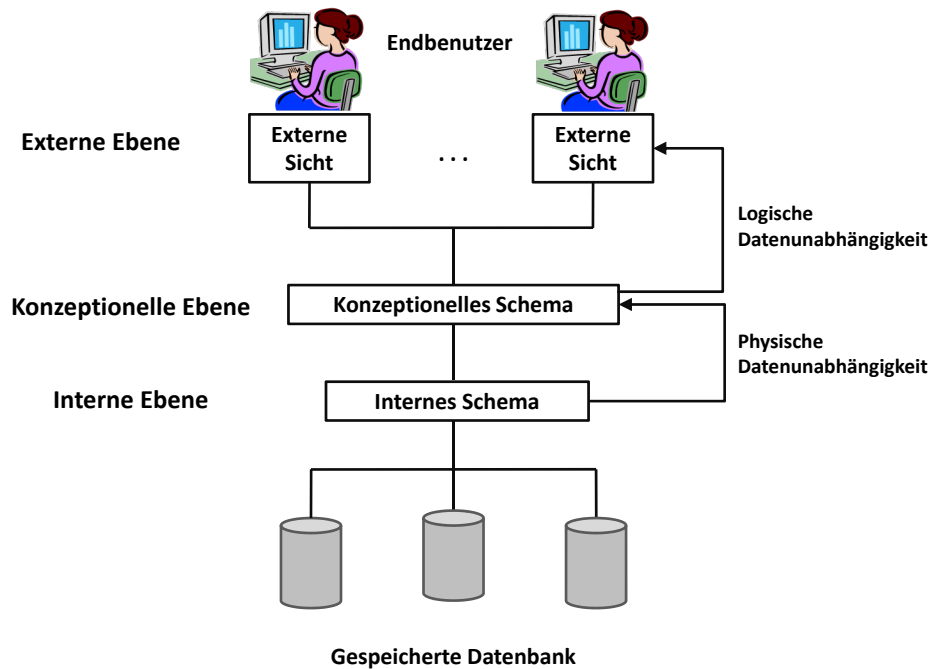 Endbenutzer
Externe Ebene
Externe
Sicht
. . .
Externe
Sicht
Logische
Datenunabhängigkeit
Konzeptionelle Ebene
Konzeptionelles Schema
Physische
Datenunabhängigkeit
Interne Ebene
Internes Schema
Gespeicherte Datenbank